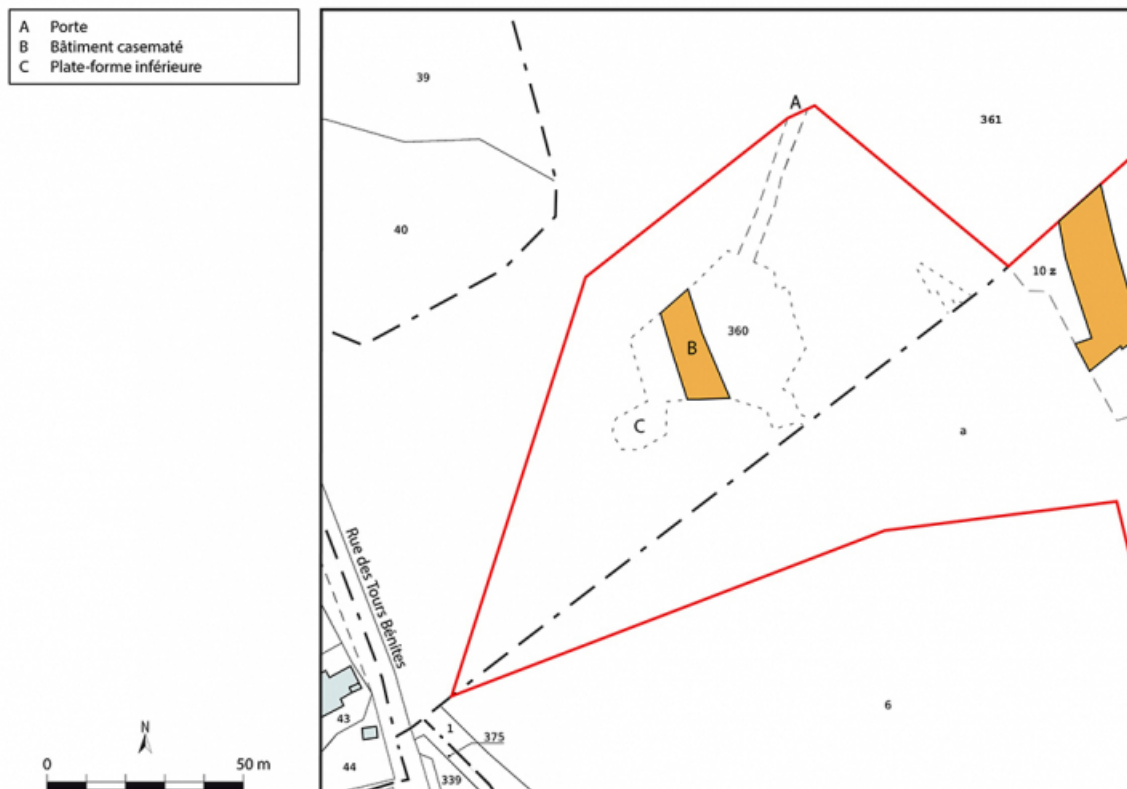 A Porte
B Bâtiment casematé
C Plate-forme inférieure
39
A
361
40
10 z
360
B
C
a
Rue des Tours Bénites
6
43
1
375
44
339
N
0 50 m